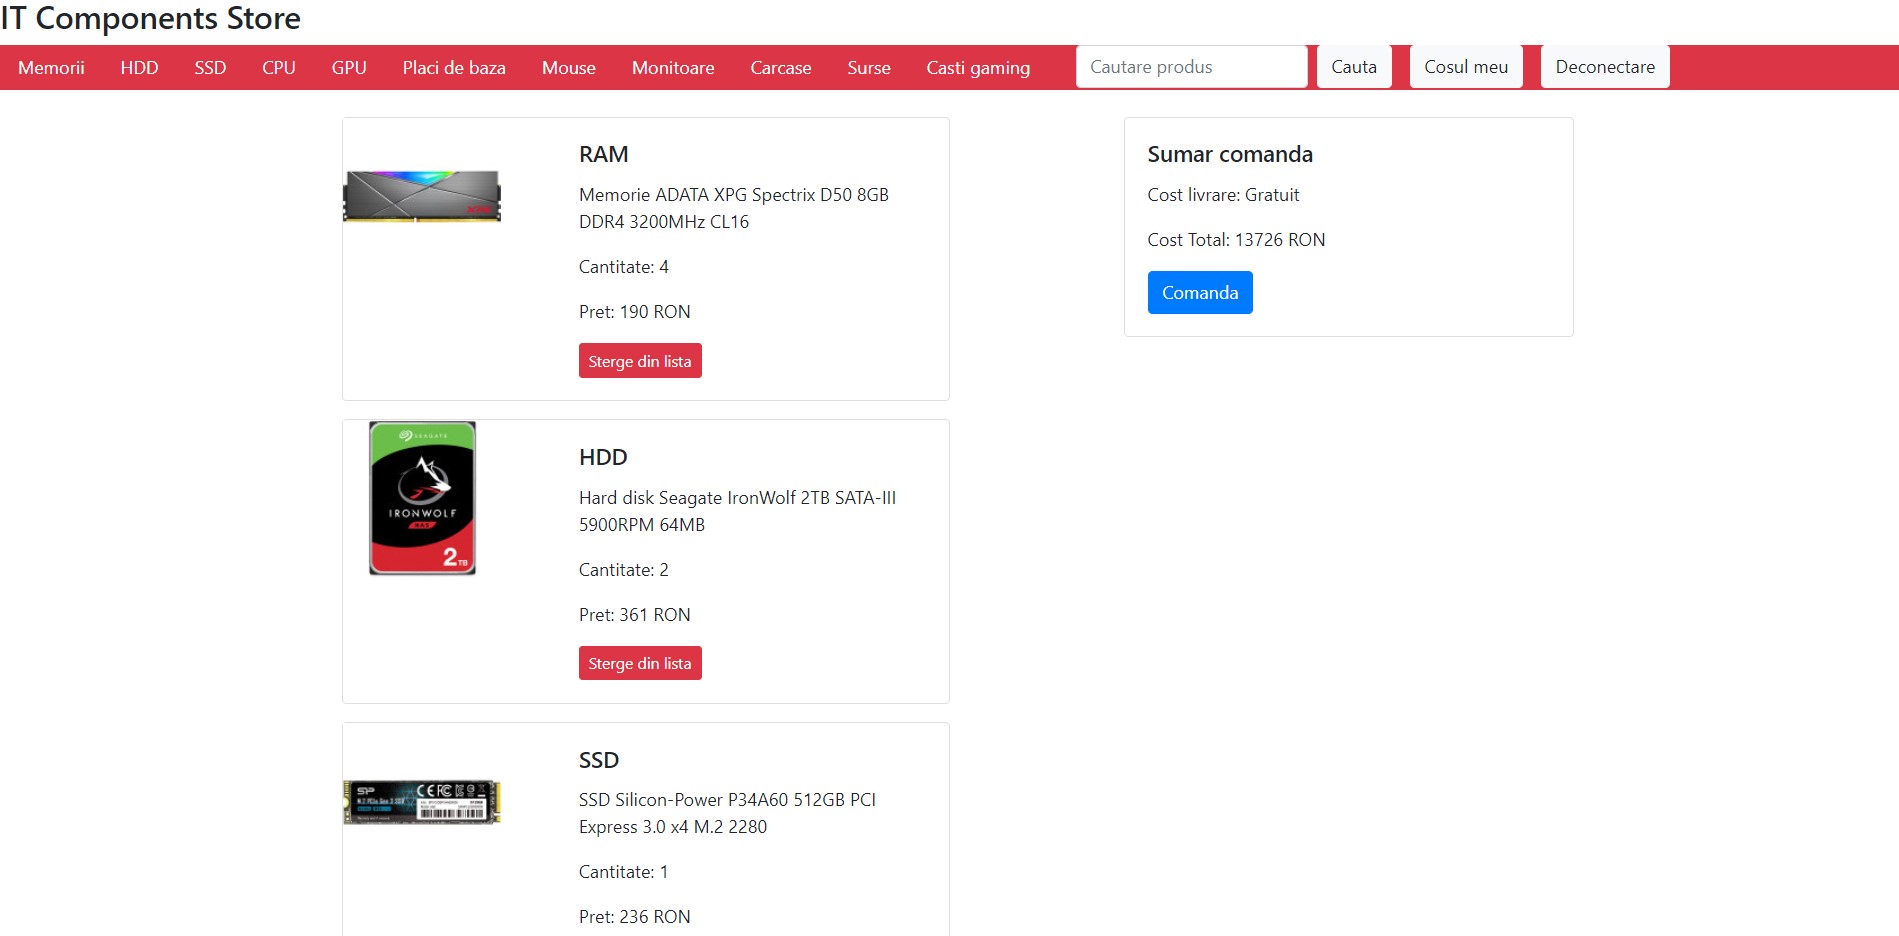 IT Components Store
Memorii HDD SSD CPU GPU Placi de baza Mouse Monitoare Carcase Surse Casti gaming Cautare produs Cauta Cosul meu Deconectare
RAM
Memorie ADATA XPG Spectrix D50 8GB
DDR4 3200MHz CL16
Cantitate: 4
Pret: 190 RON
Sterge din lista
SEAGATE
IRONWOLF
NAS
2TB
HDD
Hard disk Seagate IronWolf 2TB SATA-III
5900RPM 64MB
Cantitate: 2
Pret: 361 RON
Sterge din lista
SP
SSD
SSD Silicon-Power P34A60 512GB PCI
Express 3.0 x4 M.2 2280
Cantitate: 1
Pret: 236 RON
Sumar comanda
Cost livrare: Gratuit
Cost Total: 13726 RON
Comanda